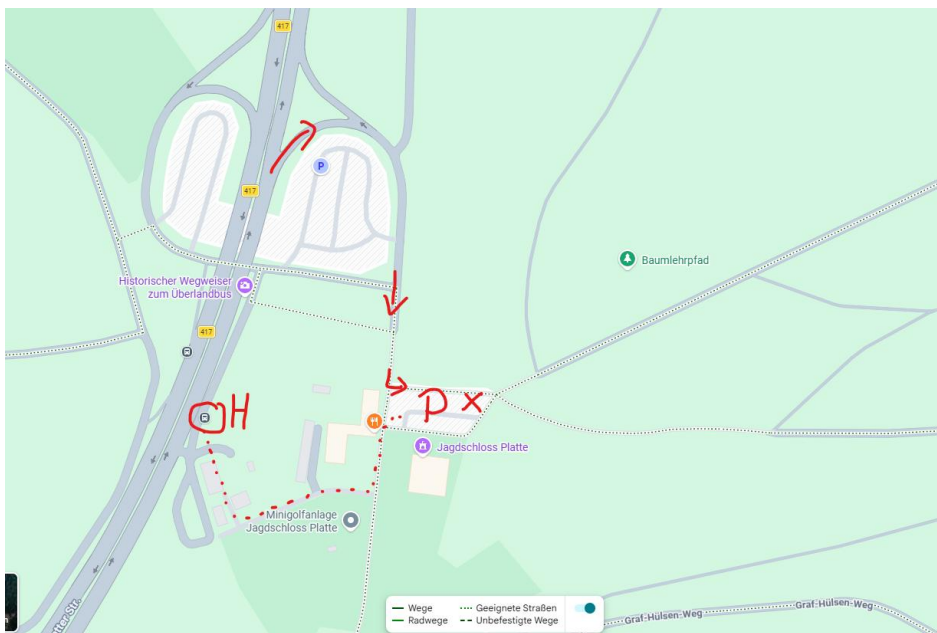 417
P
417
Baumlehrpfad
Historischer Wegweiser
zum Überlandbus
417
H
P X
Jagdschloss Platte
Minigolfanlage
Jagdschloss Platte
Wege
Geeignete Straßen
Radwege
Unbefestigte Wege
Graf-Hülsen-Weg
Graf-Hülsen-Weg